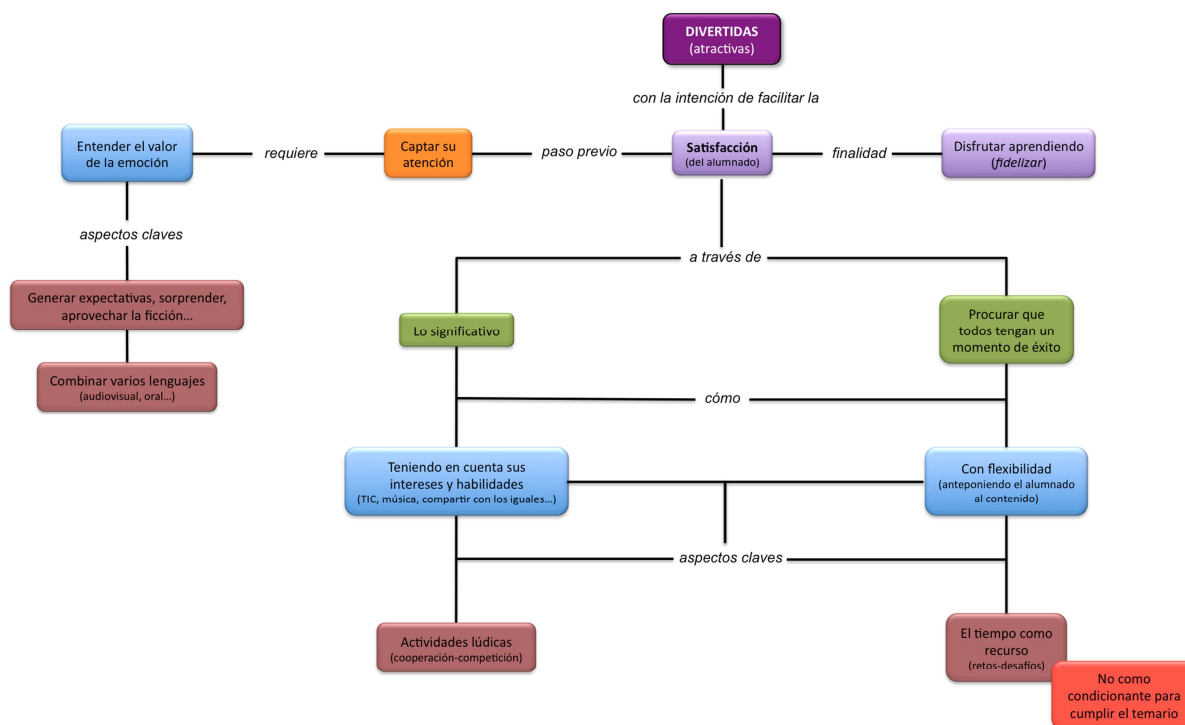 DIVERTIDAS
(atractivas)
con la intención de facilitar la
Entender el valor
de la emoción
requiere
Captar su
atención
paso previo
Satisfacción
(del alumnado)
finalidad
Disfrutar aprendiendo
(fidelizar)
aspectos claves
a través de
Generar expectativas, sorprender,
aprovechar la ficción...
Lo significativo
Procurar que
todos tengan un
momento de éxito
Combinar varios lenguajes
(audiovisual, oral...)
cómo
Teniendo en cuenta sus
intereses y habilidades
(TIC, música, compartir con los iguales...)
Con flexibilidad
(anteponiendo el alumnado
al contenido)
aspectos claves
Actividades lúdicas
(cooperación-competición)
El tiempo como
recurso
(retos-desafíos)
No como
condicionante para
cumplir el temario